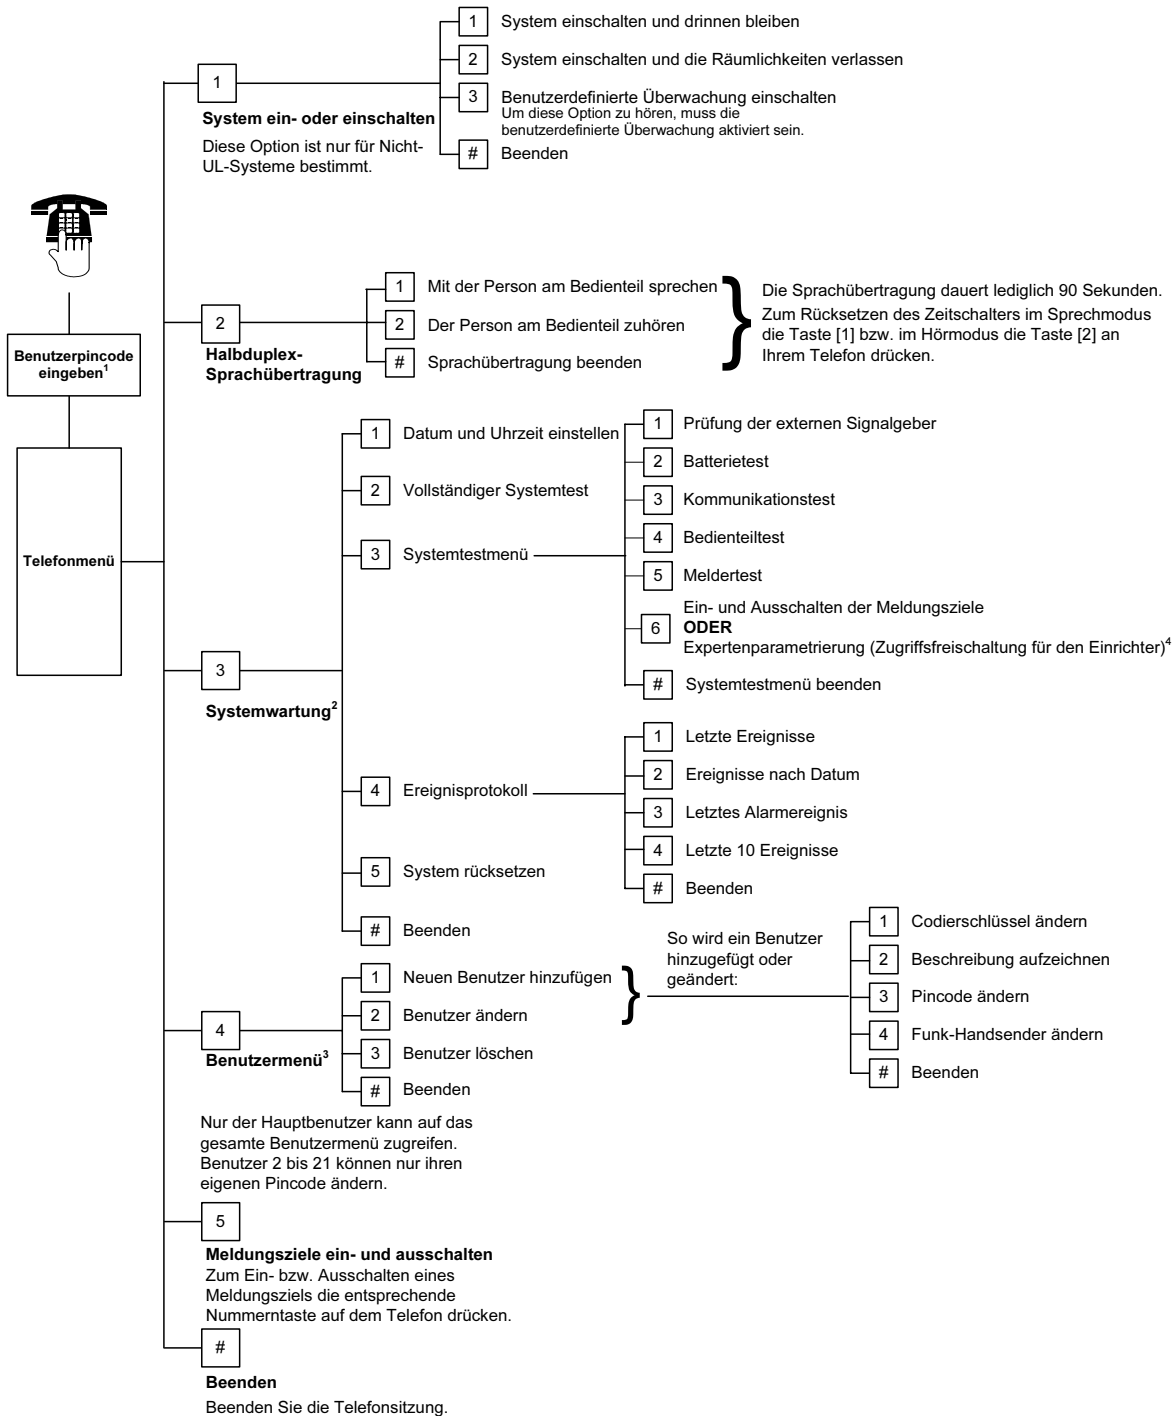 1 System einschalten und drinnen bleiben
2 System einschalten und die Räumlichkeiten verlassen
3 Benutzerdefinierte Überwachung einschalten
Um diese Option zu hören, muss die
benutzerdefinierte Überwachung aktiviert sein.
# Beenden
1
System ein- oder einschalten
Diese Option ist nur für Nicht-
UL-Systeme bestimmt.
Benutzerpincode
eingeben1
Telefonmenü
2
Halbduplex-
Sprachübertragung
1 Mit der Person am Bedienteil sprechen
2 Der Person am Bedienteil zuhören
# Sprachübertragung beenden
}
Die Sprachübertragung dauert lediglich 90 Sekunden.
Zum Rücksetzen des Zeitschalters im Sprechmodus
die Taste [1] bzw. im Hörmodus die Taste [2] an
Ihrem Telefon drücken.
3
Systemwartung2
1 Datum und Uhrzeit einstellen
2 Vollständiger Systemtest
3 Systemtestmenü
1 Prüfung der externen Signalgeber
2 Batterietest
3 Kommunikationstest
4 Bedienteiltest
5 Meldertest
6 Ein- und Ausschalten der Meldungsziele
ODER
Expertenparametrierung (Zugriffsfreischaltung für den Einrichter)4
# Systemtestmenü beenden
4 Ereignisprotokoll
1 Letzte Ereignisse
2 Ereignisse nach Datum
3 Letztes Alarmereignis
4 Letzte 10 Ereignisse
# Beenden
5 System rücksetzen
# Beenden
4
Benutzermenü3
1 Neuen Benutzer hinzufügen
2 Benutzer ändern
3 Benutzer löschen
# Beenden
}
So wird ein Benutzer
hinzugefügt oder
geändert:
1 Codierschlüssel ändern
2 Beschreibung aufzeichnen
3 Pincode ändern
4 Funk-Handsender ändern
# Beenden
Nur der Hauptbenutzer kann auf das
gesamte Benutzermenü zugreifen.
Benutzer 2 bis 21 können nur ihren
eigenen Pincode ändern.
5
Meldungsziele ein- und ausschalten
Zum Ein- bzw. Ausschalten eines
Meldungsziels die entsprechende
Nummerntaste auf dem Telefon drücken.
#
Beenden
Beenden Sie die Telefonsitzung.